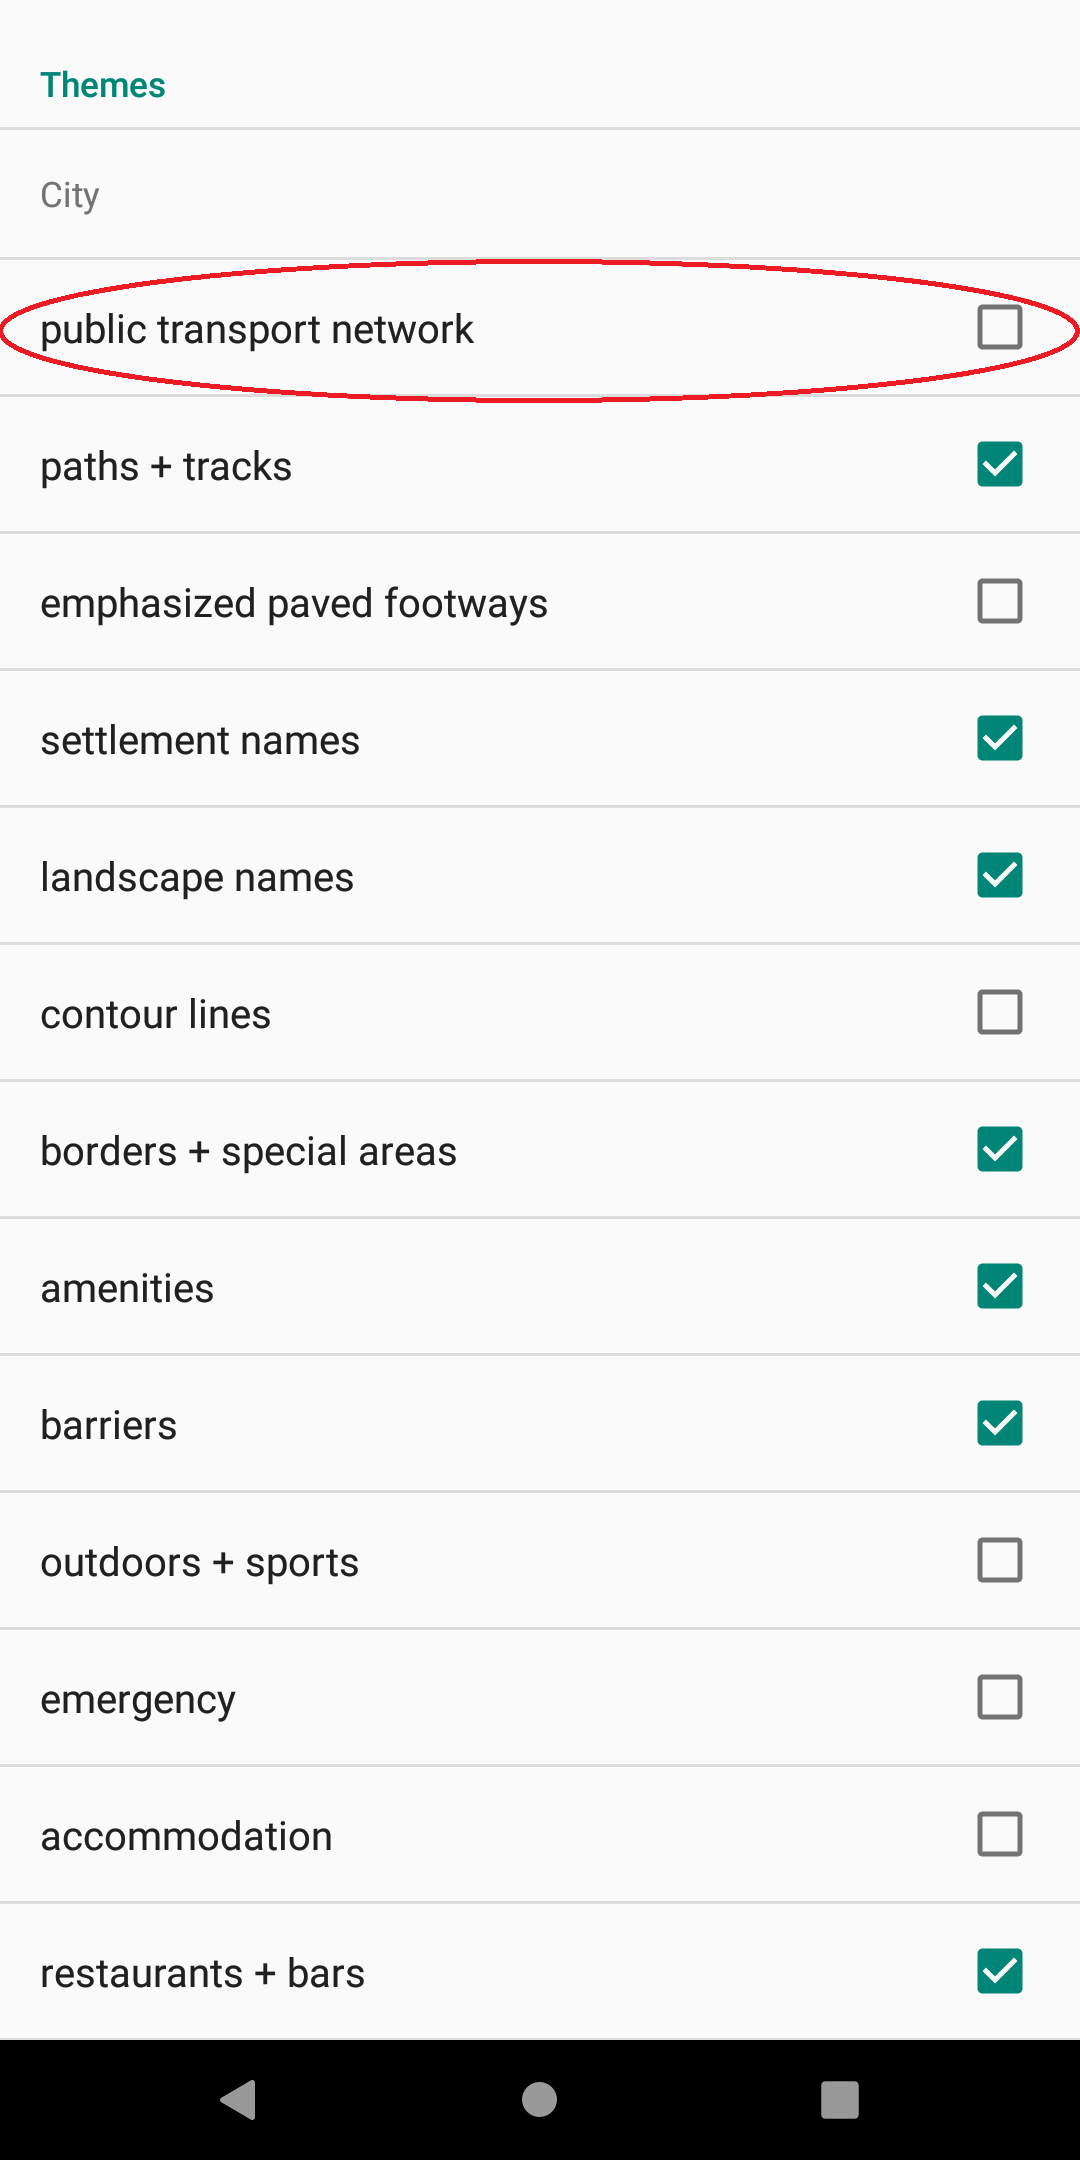 Themes
City
public transport network
paths + tracks
emphasized paved footways
settlement names
landscape names
contour lines
borders + special areas
amenities
barriers
outdoors + sports
emergency
accommodation
restaurants + bars